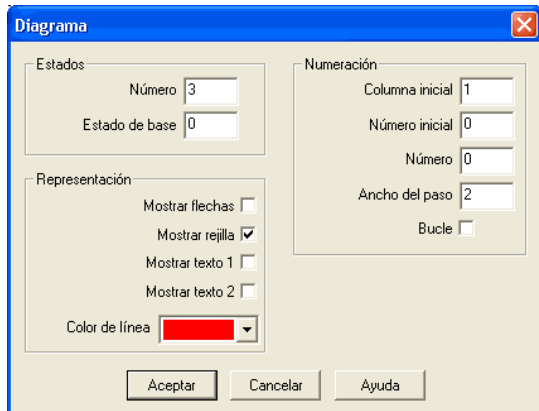 Diagrama
Estados
Número 3
Estado de base 0
Representación
Mostrar flechas
Mostrar rejilla
Mostrar texto 1
Mostrar texto 2
Color de línea
Numeración
Columna inicial 1
Número inicial 0
Número 0
Ancho del paso 2
Bucle
Aceptar
Cancelar
Ayuda